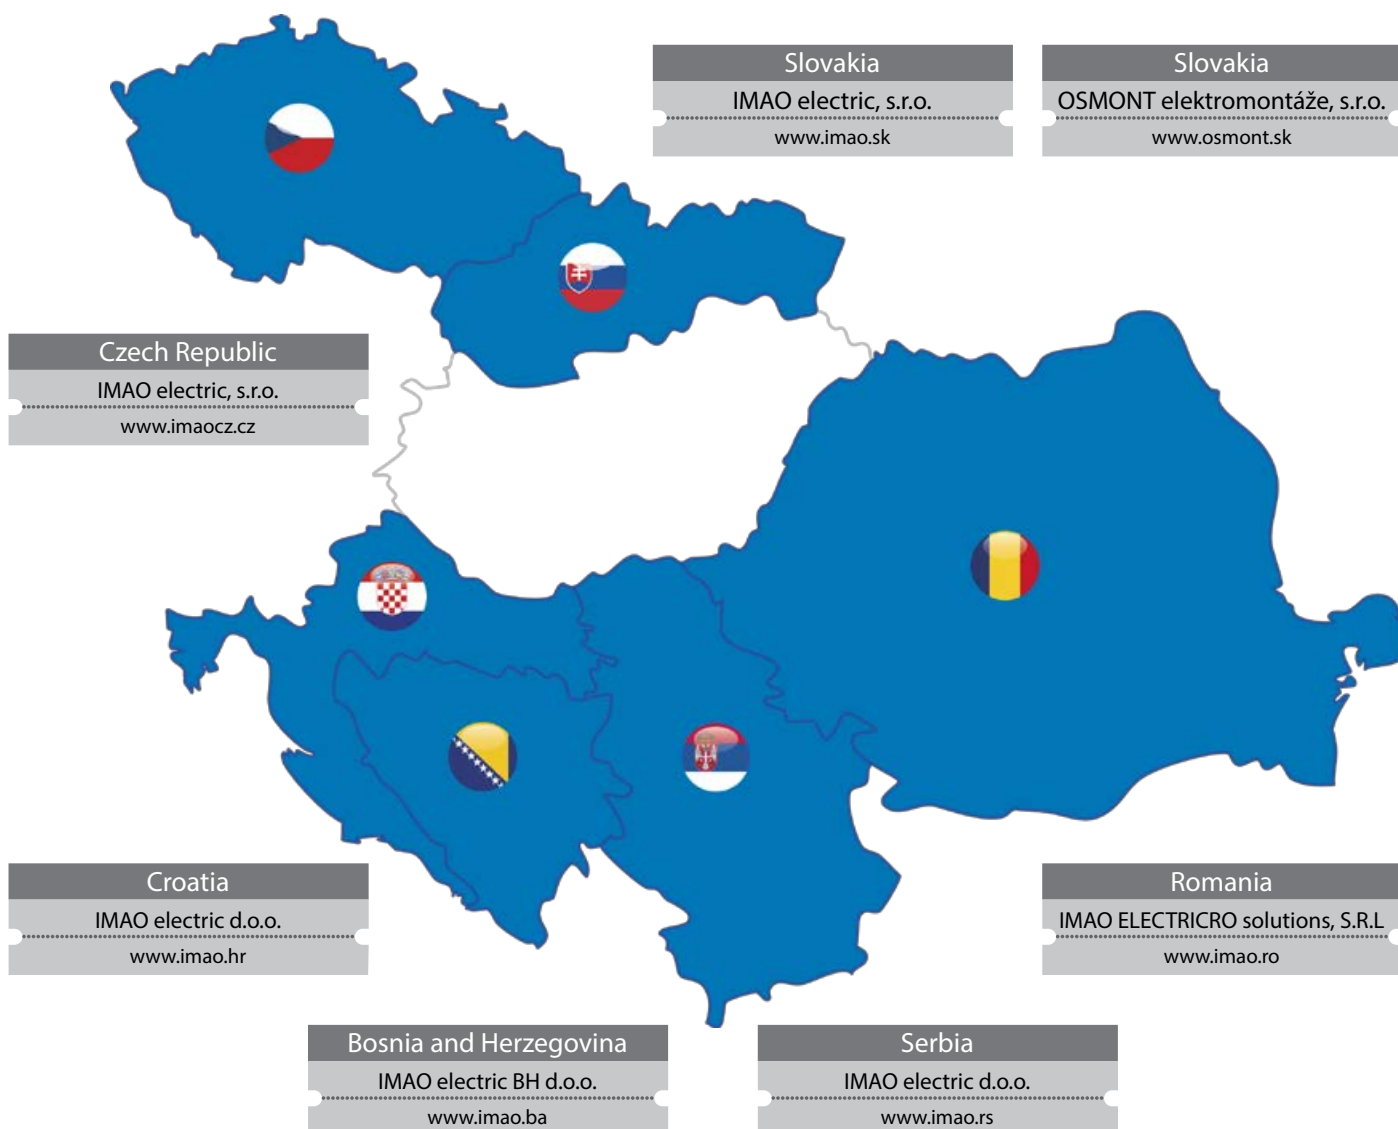 Slovakia
IMAO electric, s.r.o.
www.imao.sk
Slovakia
OSMONT elektromontáže, s.r.o.
www.osmont.sk
Czech Republic
IMAO electric, s.r.o.
www.imaocz.cz
Croatia
IMAO electric d.o.o.
www.imao.hr
Romania
IMAO ELECTRICRO solutions, S.R.L
www.imao.ro
Bosnia and Herzegovina
IMAO electric BH d.o.o.
www.imao.ba
Serbia
IMAO electric d.o.o.
www.imao.rs